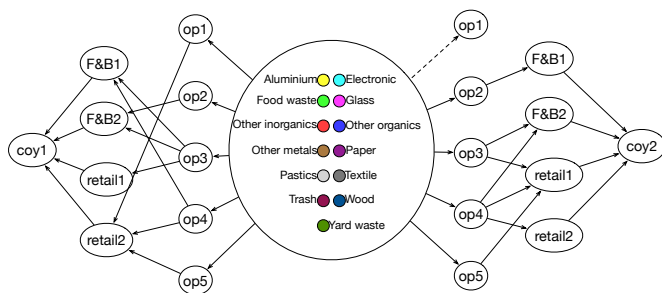 op1
F&B1
op2
F&B2
coy1
op3
retail1
op4
retail2
op5
Aluminium Electronic
Food waste Glass
Other inorganics Other organics
Other metals Paper
Pastics Textile
Trash Wood
Yard waste
op1
F&B1
op2
F&B2
op3
coy2
retail1
op4
retail2
op5